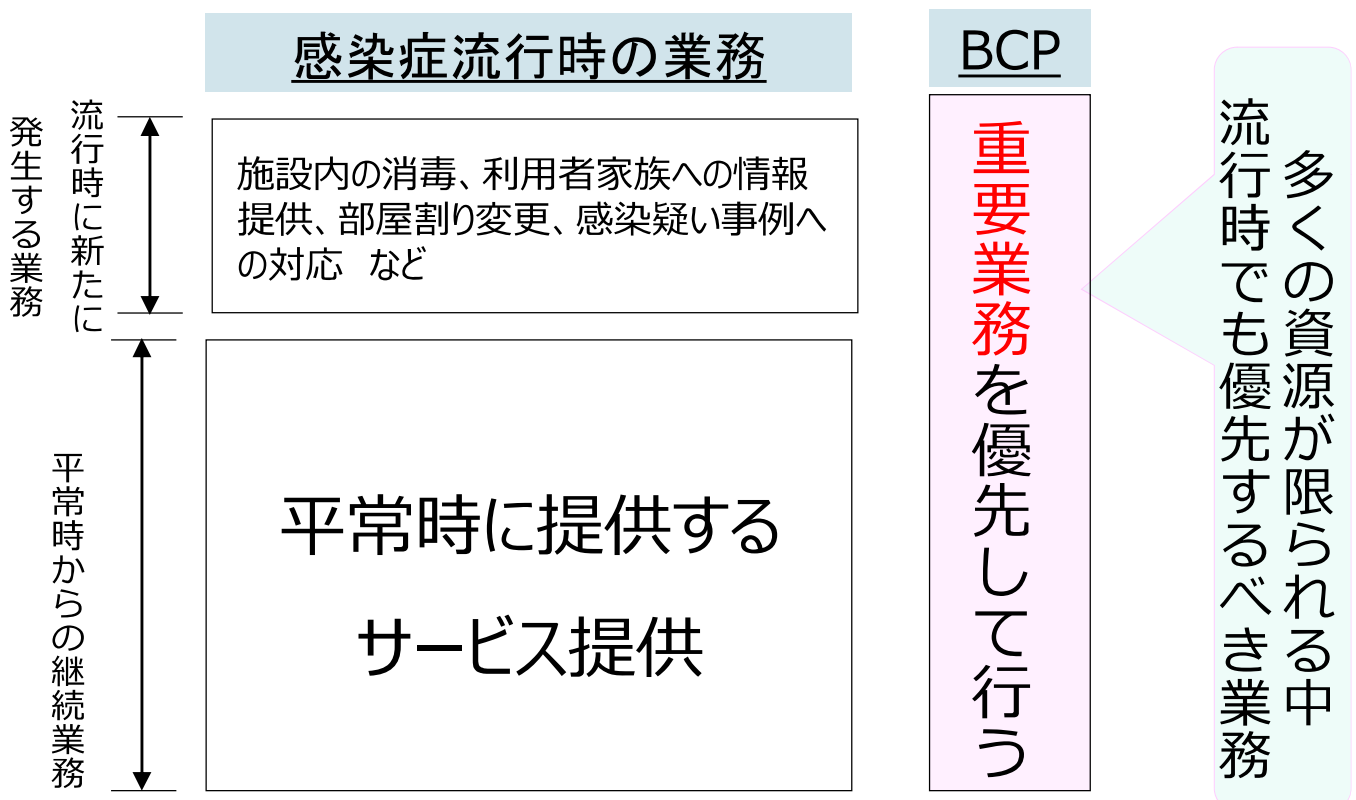 感染症流行時の業務
BCP
流行時に新たに
発生する業務
施設内の消毒、利用者家族への情報
提供、部屋割り変更、感染疑い事例へ
の対応　など
平常時からの継続業務
平常時に提供する
サービス提供
重要業務を優先して行う
多くの資源が限られる中
流行時でも優先するべき業務